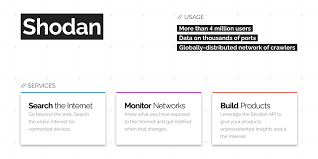 Shodan
// USAGE
More than 4 million users
Data on thousands of ports
Globally-distributed network of crawlers
// SERVICES
Search the Internet
Go beyond the web: Search
the entire Internet for
connected devices.
Monitor Networks
Know what you have exposed
to the Internet and get notified
when that changes.
Build Products
Leverage the Shodan API to
give your products
unprecedented insights about
the Internet